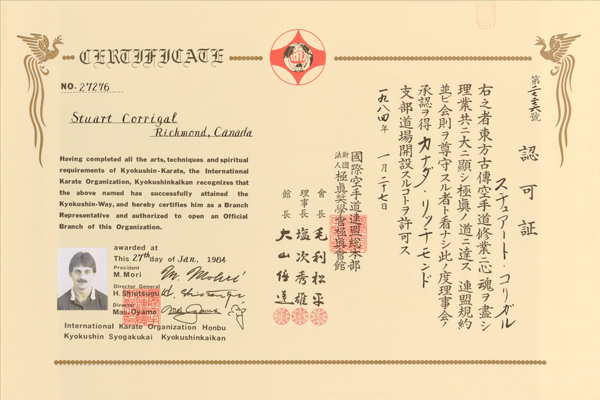 CERTIFICATE
NO. 27276
Stuart Corrigal
Richmond, Canada
Having completed all the arts, techniques and spiritual
requirements of Kyokushin-Karate, the International
Karate Organization, Kyokushinkaikan recognizes that
the above named has successfully attained the
Kyokushin-Way, and hereby certifies him as a Branch
Representative and authorized to open an Official
Branch of this Organization.
awarded at
This 27th day of Jan., 1984
President
M.Mori
Director General
H.Shiotsugu
Director
Mas.Oyama
International Karate Organization Honbu
Kyokushin Syogakukai Kyokushinkaikan
認可証
スチュアート・コリガル
右之者東方古傳空手道修業ニ心魂ヲ盡シ
理業共ニ大ニ顯シ極真ノ道ニ達ス 連盟規約
並ビ会則ヲ尊守スル者ト看ナシ此ノ度理事会ノ
承認ヲ得 カナダ・リッチモンド
支部道場開設スルコトヲ許可ス
一九八四年 一月二十七日
國際空手道連盟総本部
財団法人 極真奨學會極真會館
會長 毛利松平
理事長 塩次秀雄
館長 大山倍達